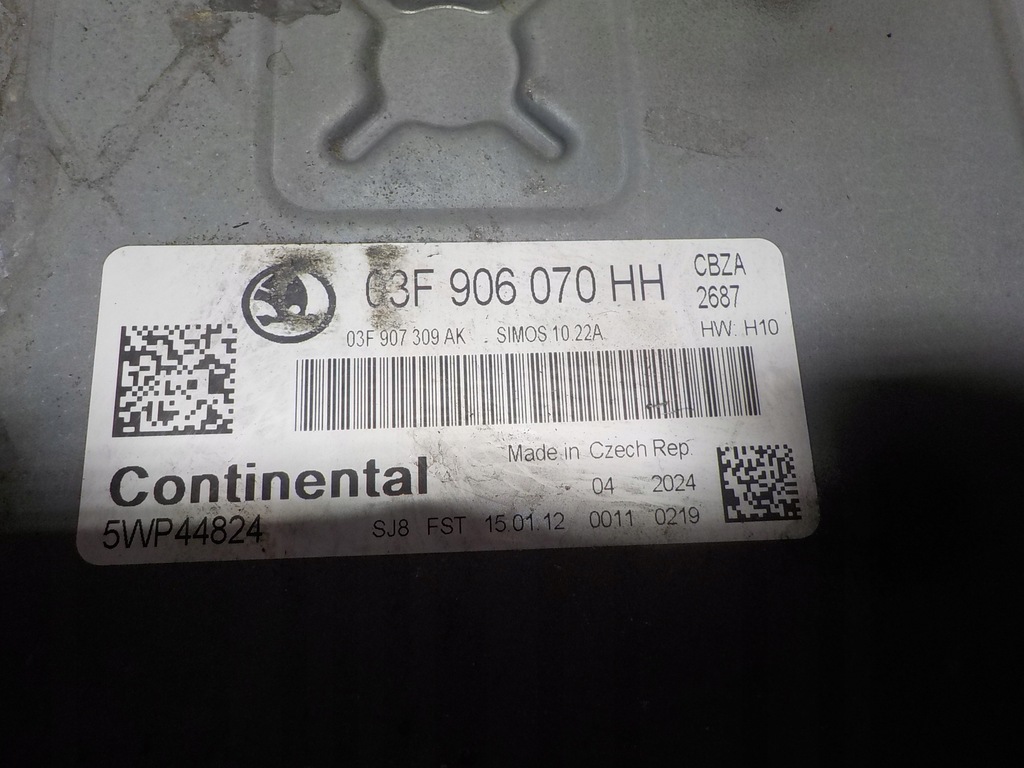 03F 906 070 HH
CBZA
2687
03F 907 309 AK SIMOS 10.22A
HW: H10
Made in Czech Rep.
Continental
04 2024
5WP44824
SJ8 FST 15.01.12 0011 0219